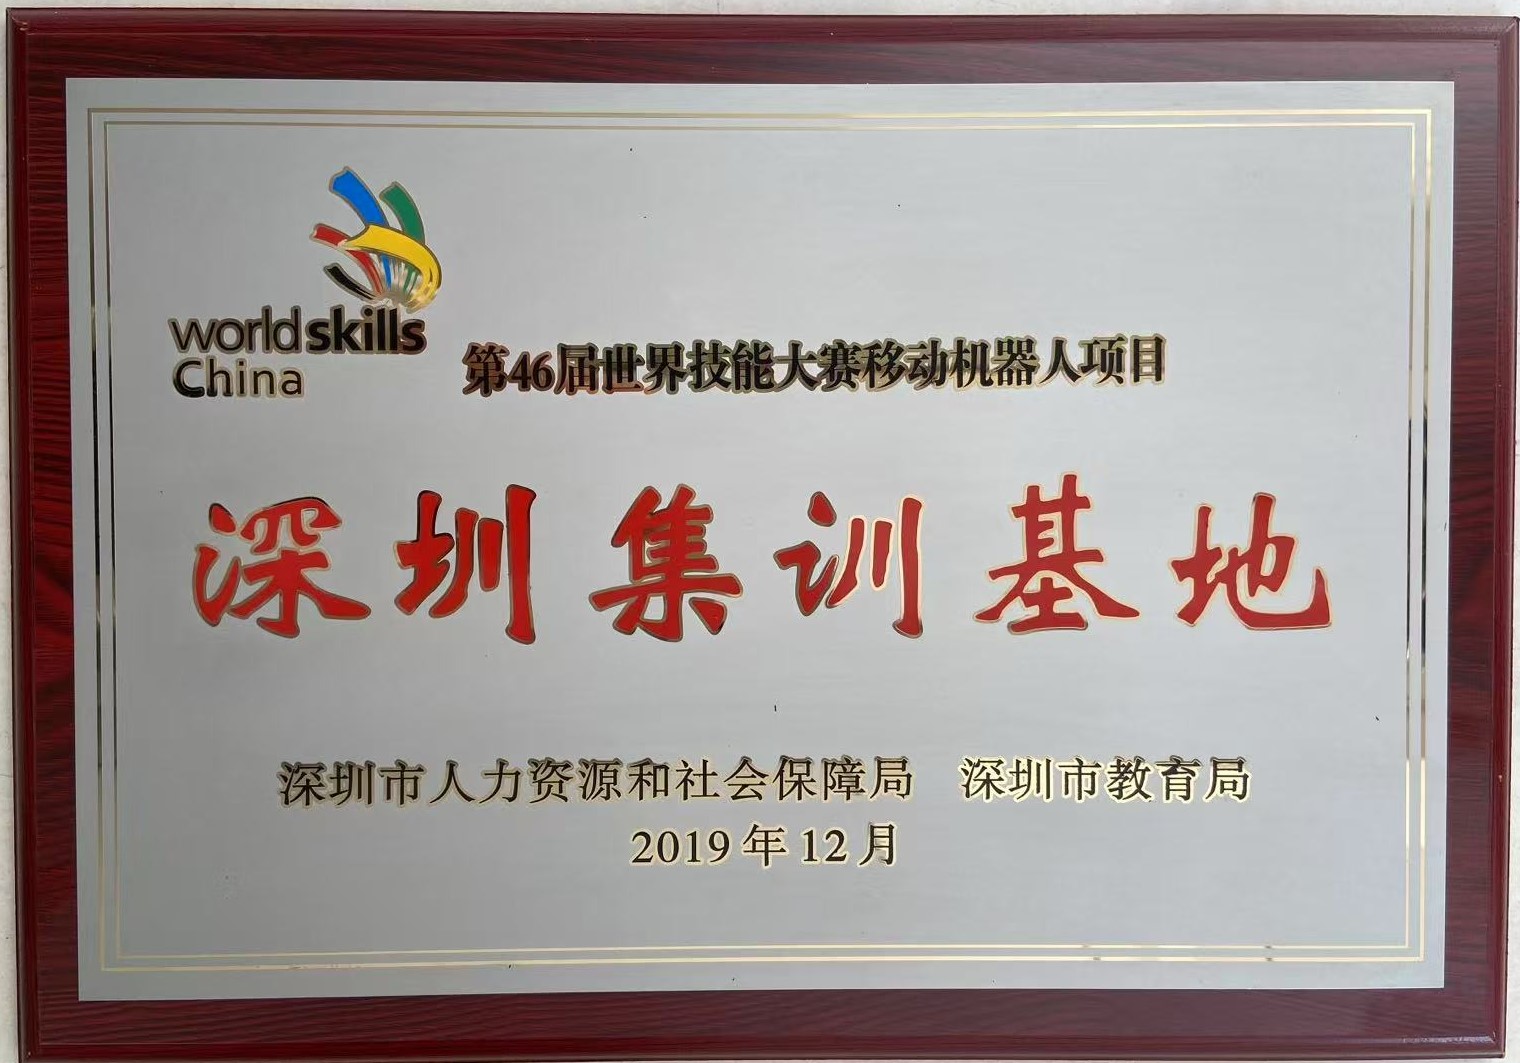 worldskills
China
第46届世界技能大赛移动机器人项目
深圳集训基地
深圳市人力资源和社会保障局 深圳市教育局
2019年12月